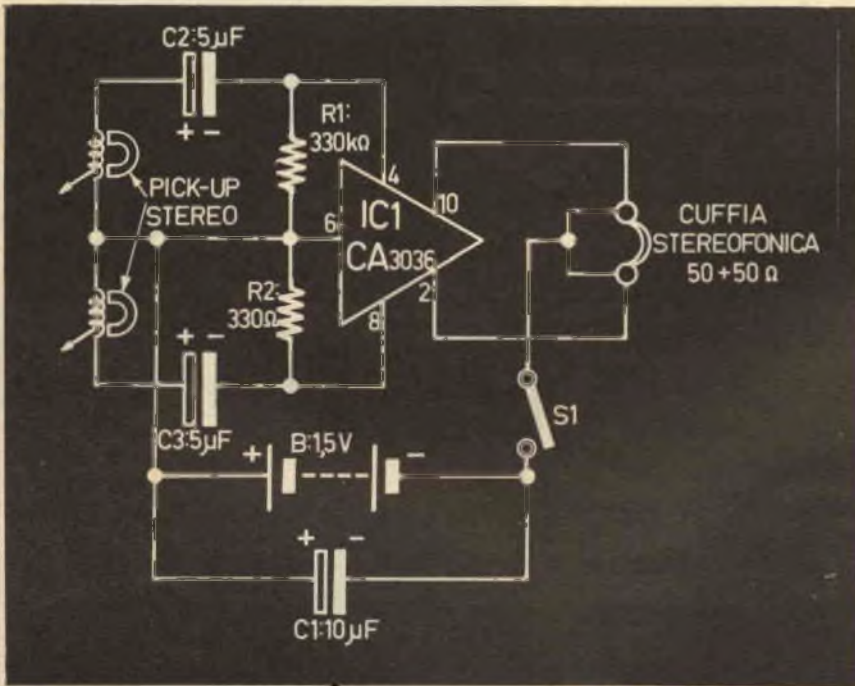 C2:5µF
+ -
R1:
330kΩ
PICK-UP
STEREO
4
10
6
IC1
CA3036
2
8
CUFFIA
STEREOFONICA
50+50 Ω
R2:
330Ω
+ -
C3:5µF
S1
B:1,5V
+ -
+ -
C1:10µF